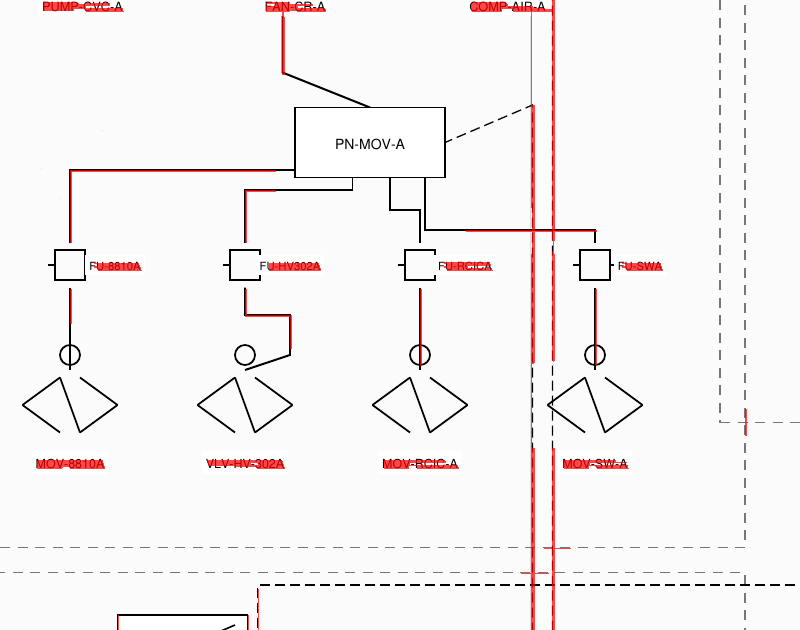 PUMP-CVC-A FAN-CR-A COMP-AIR-A
PN-MOV-A
FU-8810A FU-HV302A FU-RCICA FU-SWA
MOV-8810A VLV-HV-302A MOV-RCIC-A MOV-SW-A